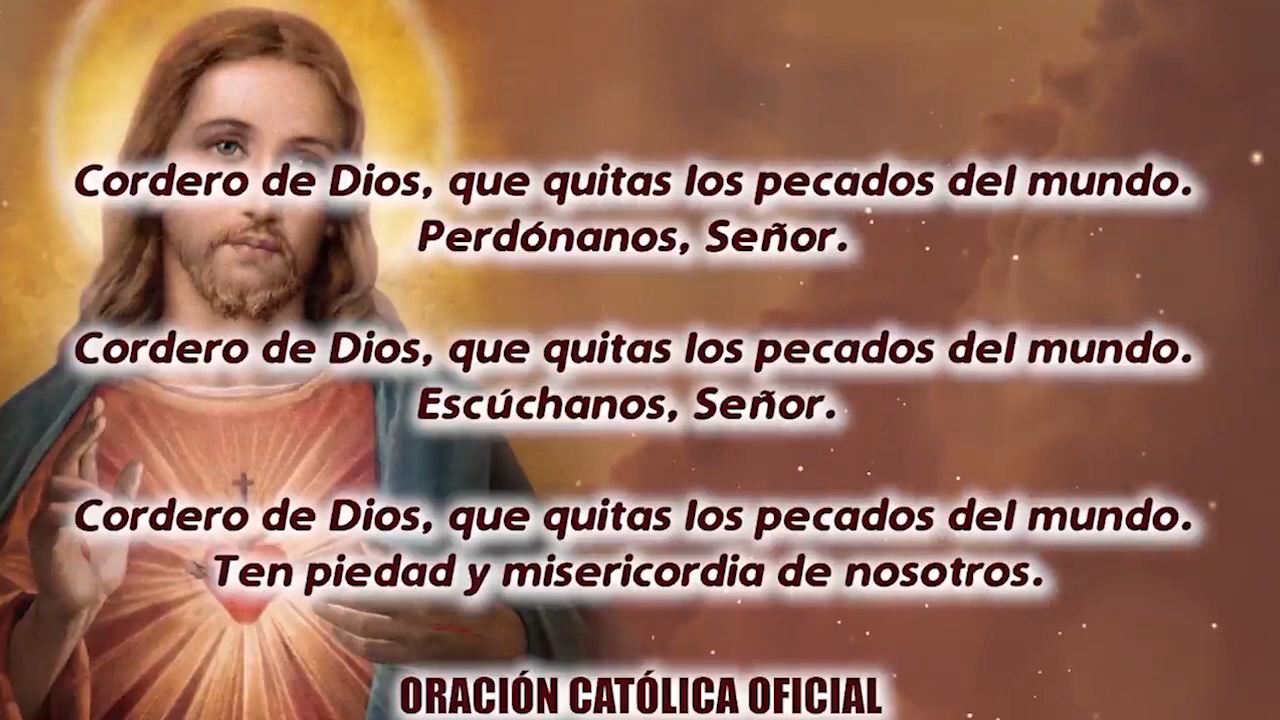 Cordero de Dios, que quitas los pecados del mundo.
Perdónanos, Señor.
Cordero de Dios, que quitas los pecados del mundo.
Escúchanos, Señor.
Cordero de Dios, que quitas los pecados del mundo.
Ten piedad y misericordia de nosotros.
ORACIÓN CATÓLICA OFICIAL